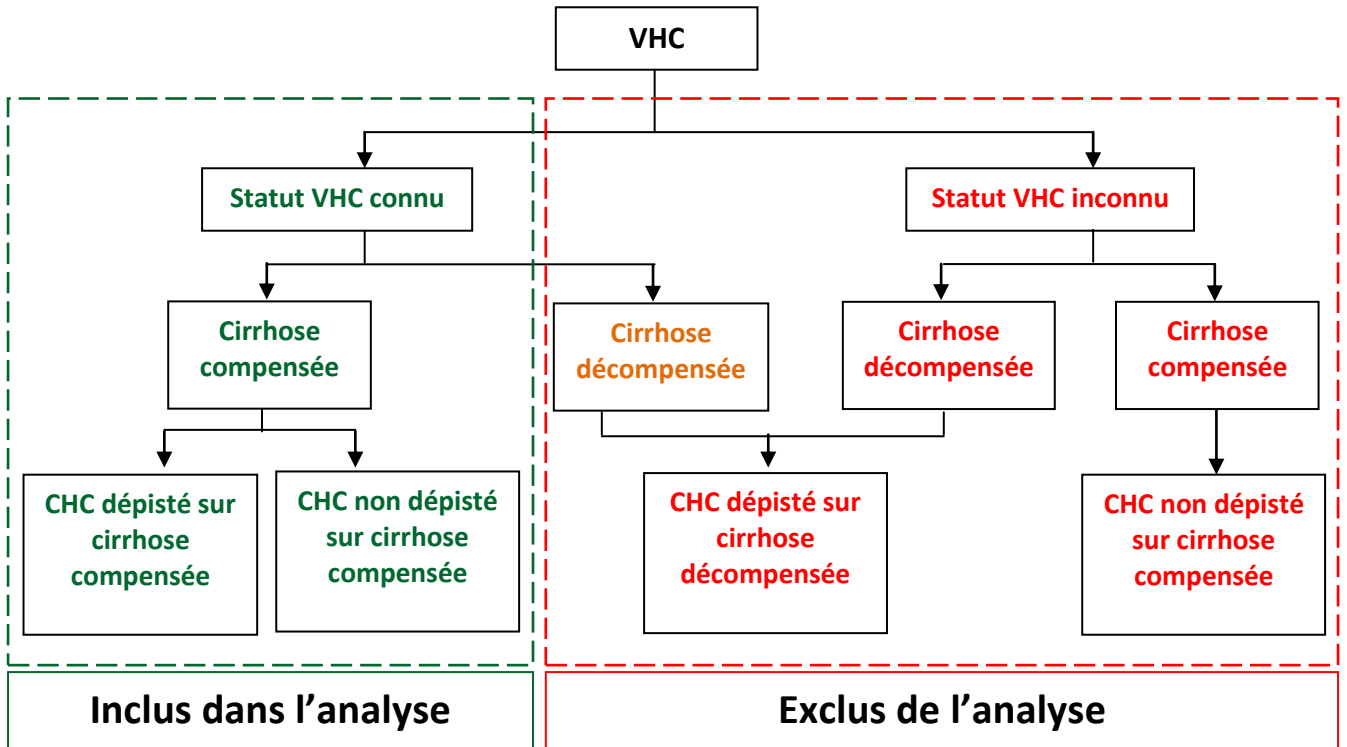 VHC
Statut VHC connu
Statut VHC inconnu
Cirrhose
compensée
Cirrhose
décompensée
Cirrhose
décompensée
Cirrhose
compensée
CHC dépisté sur
cirrhose
compensée
CHC non dépisté
sur cirrhose
compensée
CHC dépisté sur
cirrhose
décompensée
CHC non dépisté
sur cirrhose
compensée
Inclus dans l’analyse
Exclus de l’analyse